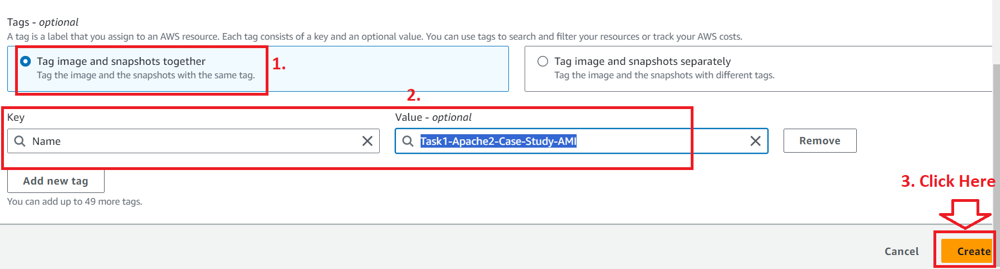 Tags - optional
A tag is a label that you assign to an AWS resource. Each tag consists of a key and an optional value. You can use tags to search and filter your resources or track your AWS costs.
Tag image and snapshots together
Tag the image and the snapshots with the same tag.
1.
Tag image and snapshots separately
Tag the image and the snapshots with different tags.
2.
Key
Value - optional
Name
Task1-Apache2-Case-Study-AMI
Remove
Add new tag
You can add up to 49 more tags.
3. Click Here
Cancel
Create